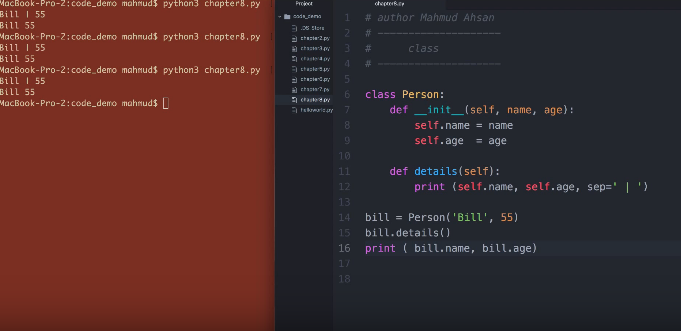 MacBook-Pro-2:code_demo mahmud$ python3 chapter8.py
Bill | 55
Bill 55
MacBook-Pro-2:code_demo mahmud$ python3 chapter8.py
Bill | 55
Bill 55
MacBook-Pro-2:code_demo mahmud$ python3 chapter8.py
Bill | 55
Bill 55
MacBook-Pro-2:code_demo mahmud$
Project
code_demo
.DS_Store
chapter2.py
chapter3.py
chapter4.py
chapter5.py
chapter6.py
chapter7.py
chapter8.py
helloworld.py
chapter8.py
1 # author Mahmud Ahsan
2 # --------------------
3 #      class
4 # --------------------
5
6 class Person:
7     def __init__(self, name, age):
8         self.name = name
9         self.age  = age
10
11     def details(self):
12         print (self.name, self.age, sep=' | ')
13
14 bill = Person('Bill', 55)
15 bill.details()
16 print ( bill.name, bill.age)
17
18